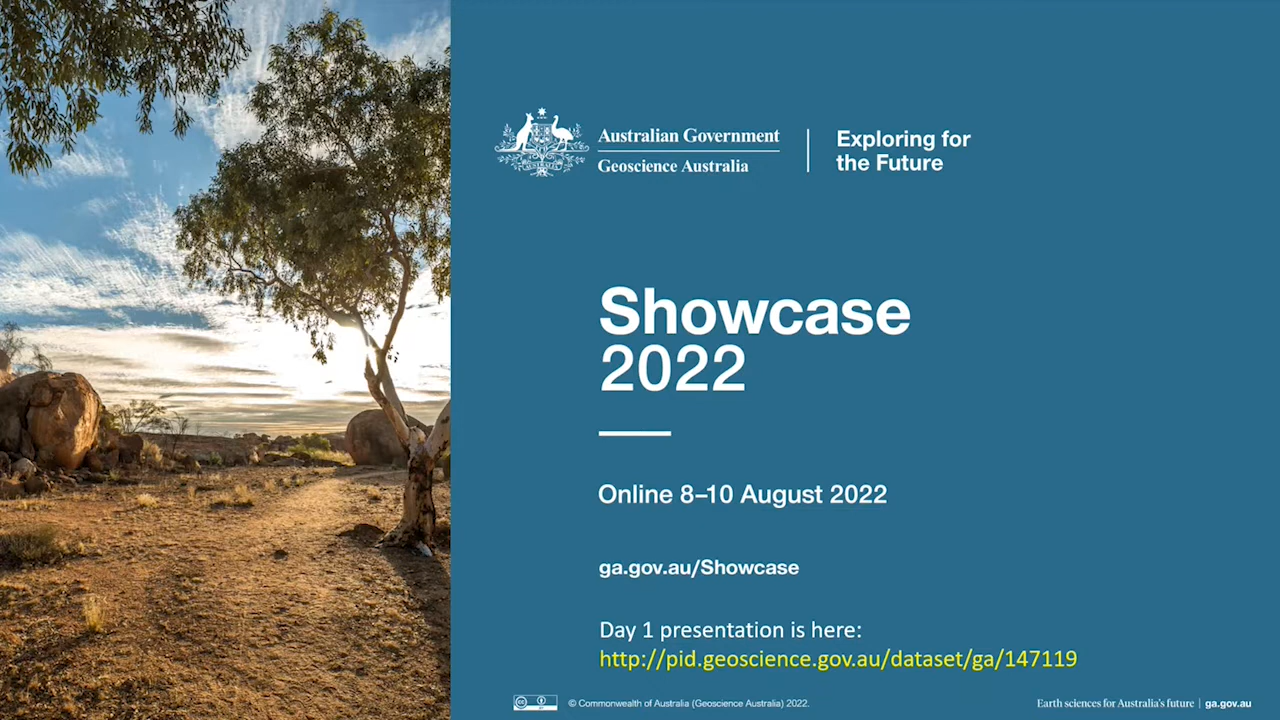 Australian Government
Geoscience Australia
Exploring for
the Future
Showcase
2022
Online 8–10 August 2022
ga.gov.au/Showcase
Day 1 presentation is here:
http://pid.geoscience.gov.au/dataset/ga/147119
© Commonwealth of Australia (Geoscience Australia) 2022.
Earth sciences for Australia's future | ga.gov.au